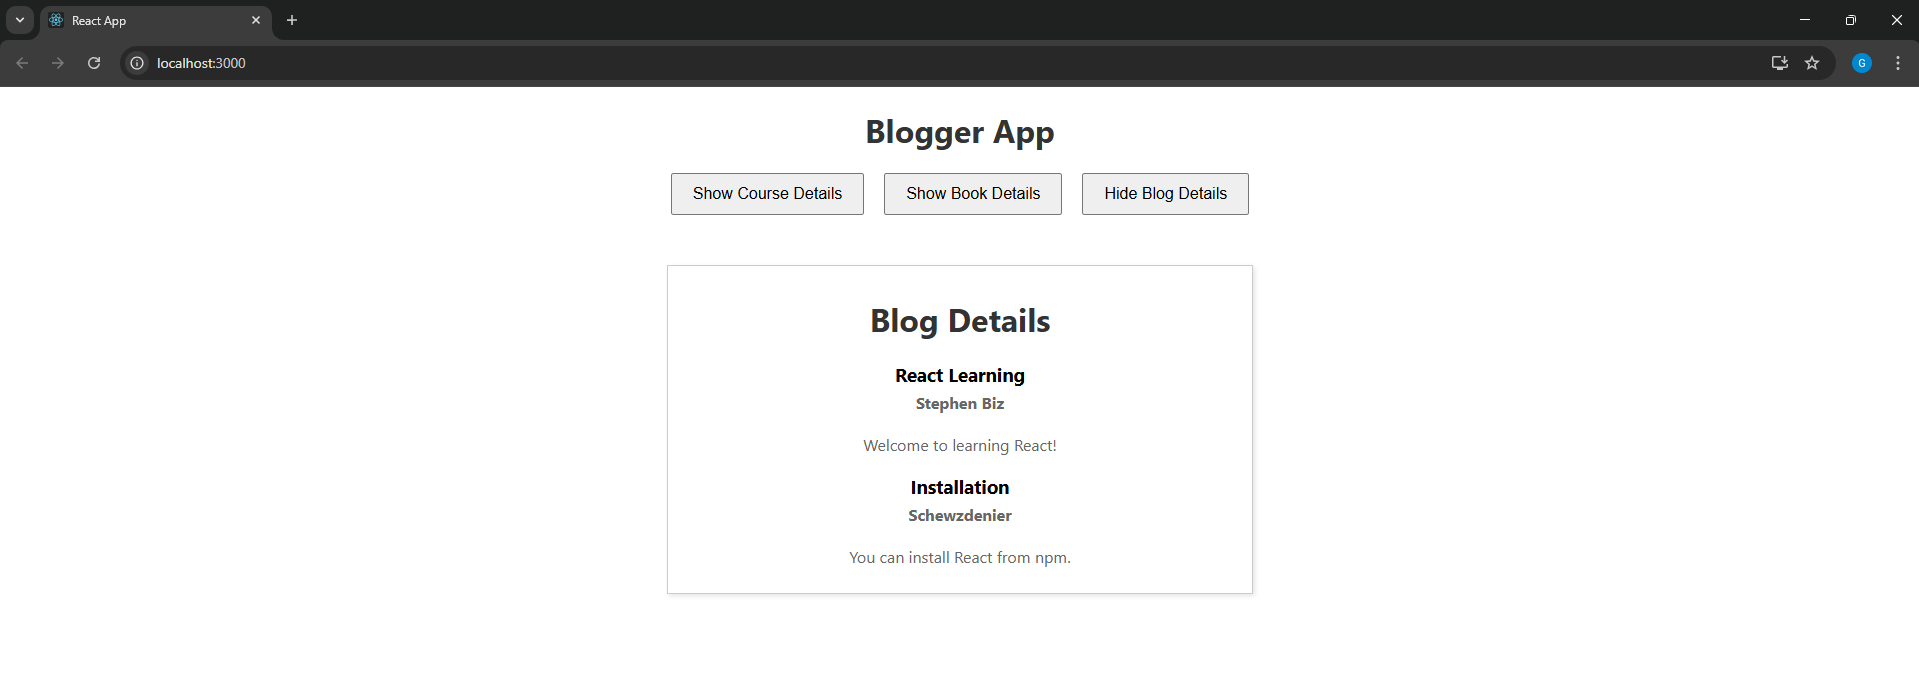 React App
localhost:3000
G
Blogger App
Show Course Details Show Book Details Hide Blog Details
Blog Details
React Learning
Stephen Biz
Welcome to learning React!
Installation
Schewzdenier
You can install React from npm.